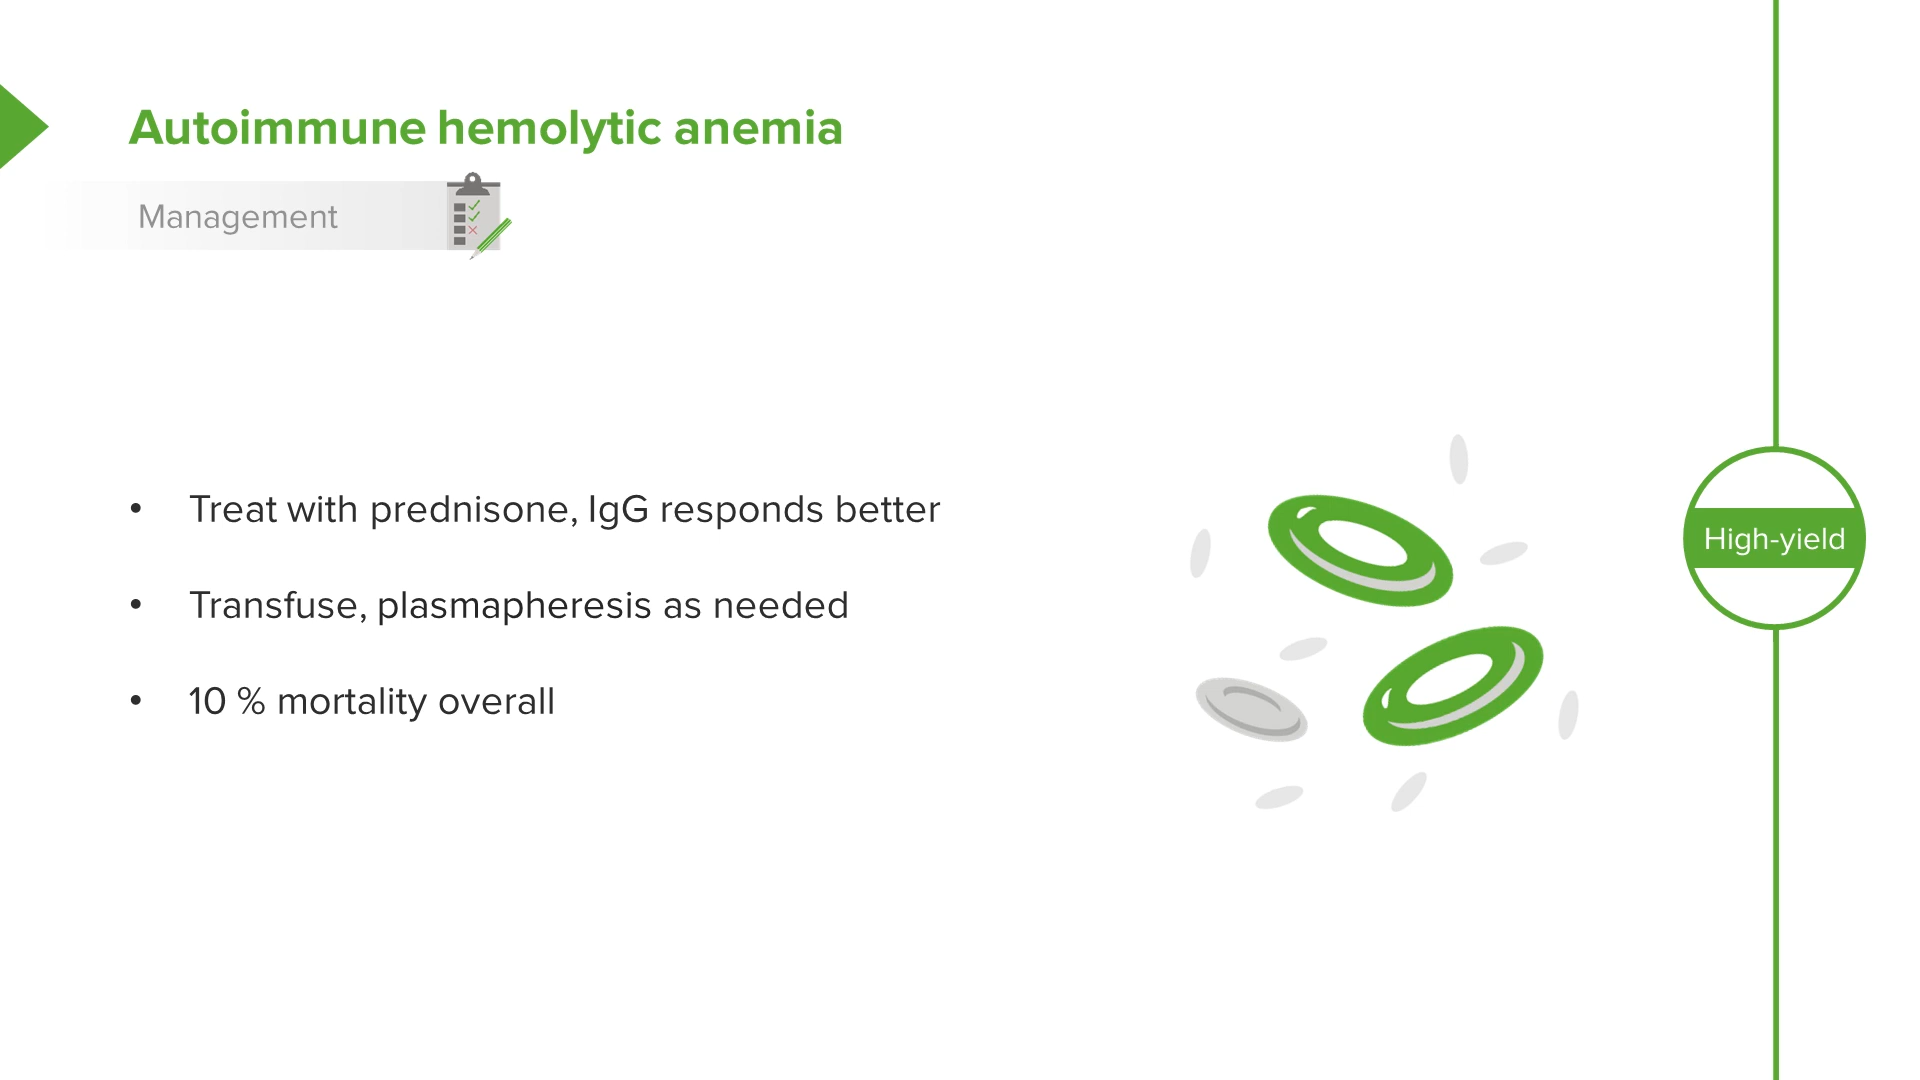 Autoimmune hemolytic anemia
Management
• Treat with prednisone, IgG responds better
• Transfuse, plasmapheresis as needed
• 10 % mortality overall
High-yield